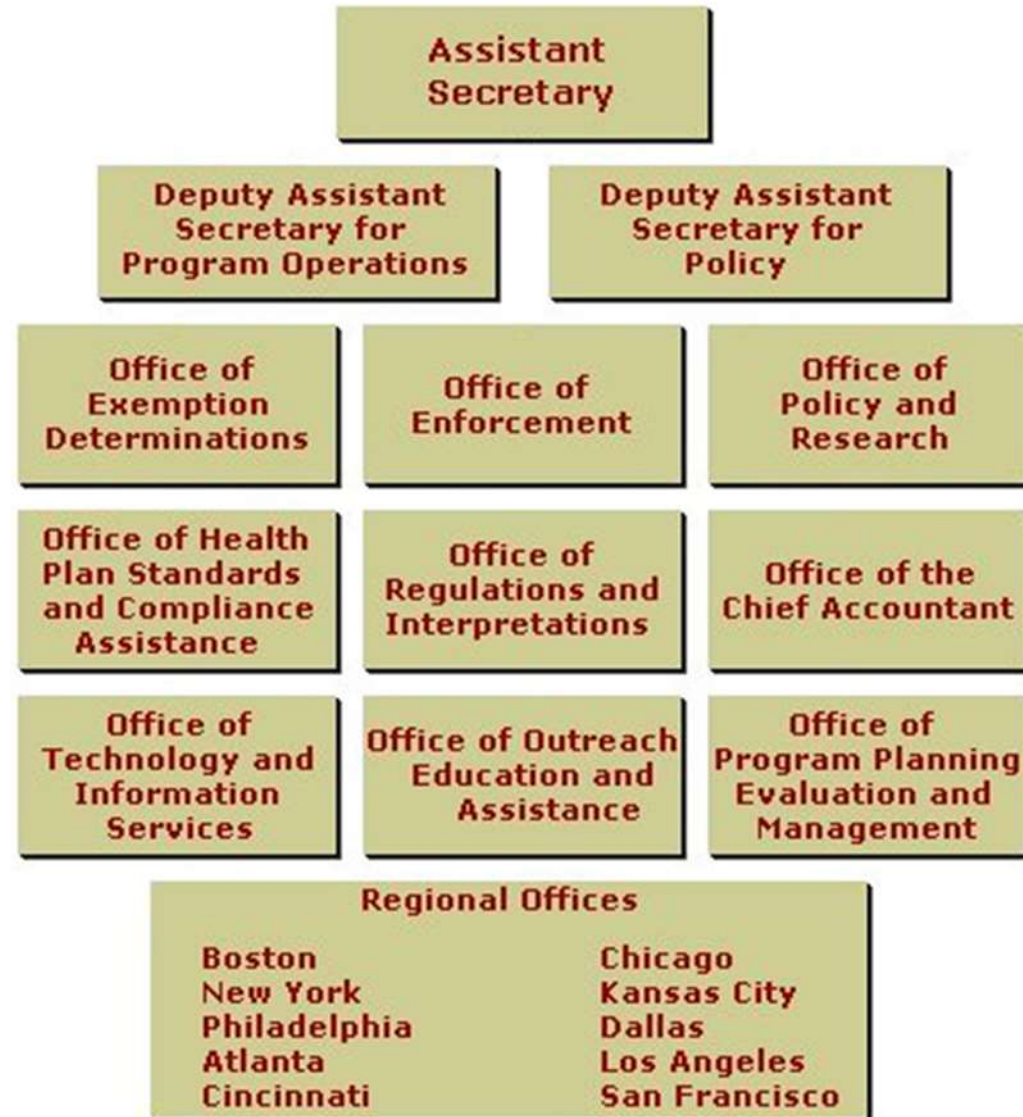 Assistant
Secretary
Deputy Assistant
Secretary for
Program Operations
Deputy Assistant
Secretary for
Policy
Office of
Exemption
Determinations
Office of
Enforcement
Office of
Policy and
Research
Office of Health
Plan Standards
and Compliance
Assistance
Office of
Regulations and
Interpretations
Office of the
Chief Accountant
Office of
Technology and
Information
Services
Office of Outreach
Education and
Assistance
Office of
Program Planning
Evaluation and
Management
Regional Offices
Boston
New York
Philadelphia
Atlanta
Cincinnati
Chicago
Kansas City
Dallas
Los Angeles
San Francisco